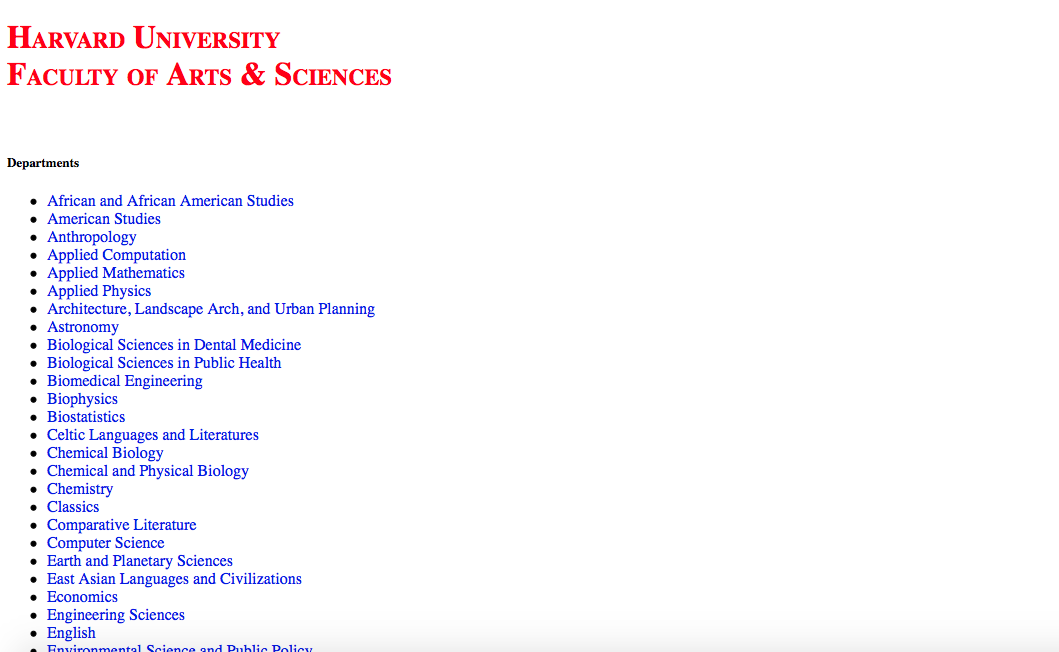 Harvard University
Faculty of Arts & Sciences
Departments
African and African American Studies
American Studies
Anthropology
Applied Computation
Applied Mathematics
Applied Physics
Architecture, Landscape Arch, and Urban Planning
Astronomy
Biological Sciences in Dental Medicine
Biological Sciences in Public Health
Biomedical Engineering
Biophysics
Biostatistics
Celtic Languages and Literatures
Chemical Biology
Chemical and Physical Biology
Chemistry
Classics
Comparative Literature
Computer Science
Earth and Planetary Sciences
East Asian Languages and Civilizations
Economics
Engineering Sciences
English
Environmental Science and Public Policy